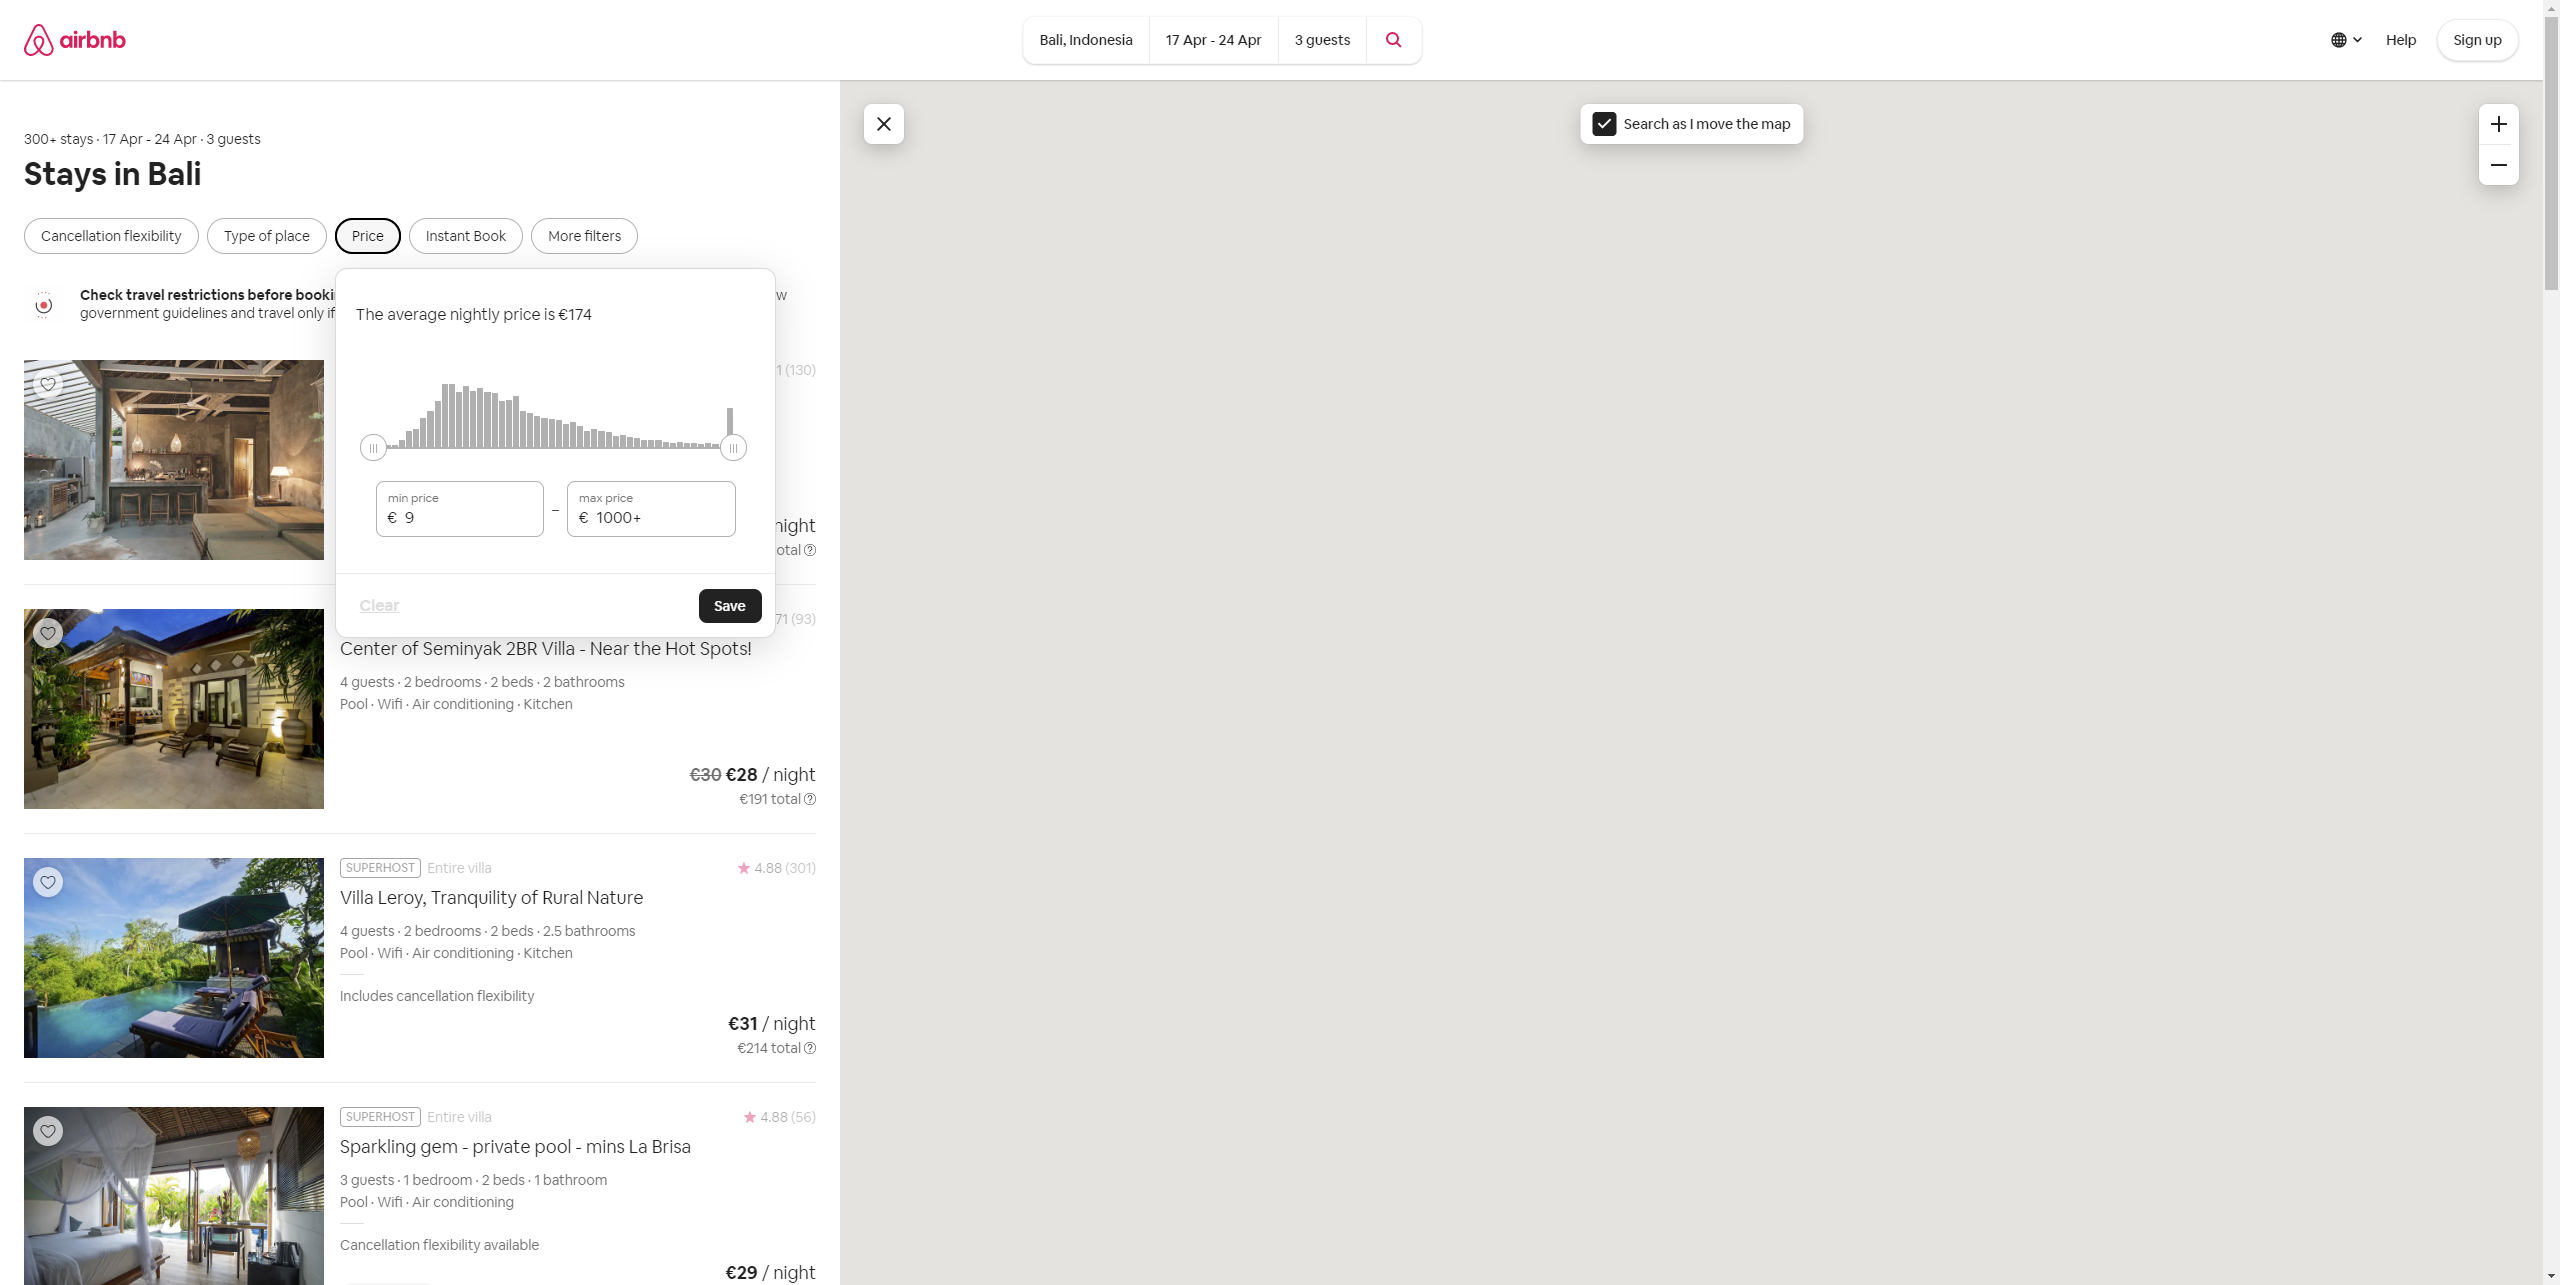 airbnb
Bali, Indonesia
17 Apr - 24 Apr
3 guests
Help
Sign up
300+ stays · 17 Apr - 24 Apr · 3 guests
Stays in Bali
Cancellation flexibility
Type of place
Price
Instant Book
More filters
Search as I move the map
Check travel restrictions before
government guidelines and travel only if
The average nightly price is €174
(130)
min price
€ 9
–
max price
€ 1000+
Clear
Save
(93)
Center of Seminyak 2BR Villa - Near the Hot Spots!
4 guests · 2 bedrooms · 2 beds · 2 bathrooms
Pool · Wifi · Air conditioning · Kitchen
€30 €28 / night
€191 total
SUPERHOST Entire villa
4.88 (301)
Villa Leroy, Tranquility of Rural Nature
4 guests · 2 bedrooms · 2 beds · 2.5 bathrooms
Pool · Wifi · Air conditioning · Kitchen
Includes cancellation flexibility
€31 / night
€214 total
SUPERHOST Entire villa
4.88 (56)
Sparkling gem - private pool - mins La Brisa
3 guests · 1 bedroom · 2 beds · 1 bathroom
Pool · Wifi · Air conditioning
Cancellation flexibility available
€29 / night